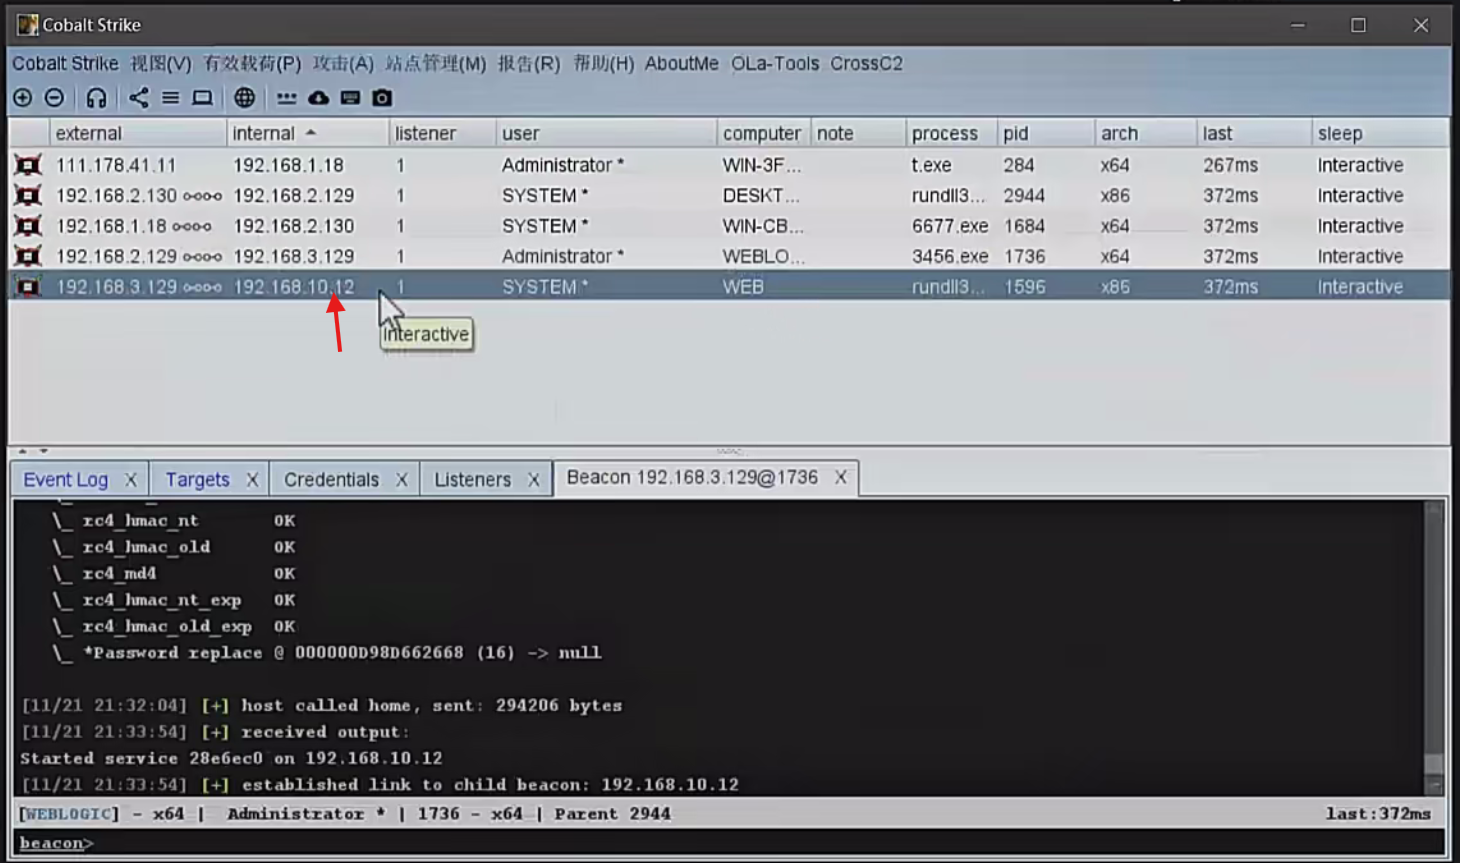 Cobalt Strike
Cobalt Strike 视图(V) 有效载荷(P) 攻击(A) 站点管理(M) 报告(R) 帮助(H) AboutMe OLa-Tools CrossC2
external internal listener user computer note process pid arch last sleep
111.178.41.11 192.168.1.18 1 Administrator * WIN-3F... t.exe 284 x64 267ms Interactive
192.168.2.130 192.168.2.129 1 SYSTEM * DESKT... rundll3... 2944 x86 372ms Interactive
192.168.1.18 192.168.2.130 1 SYSTEM * WIN-CB... 6677.exe 1684 x64 372ms Interactive
192.168.2.129 192.168.3.129 1 Administrator * WEBLO... 3456.exe 1736 x64 372ms Interactive
192.168.3.129 192.168.10.12 1 SYSTEM * WEB rundll3... 1596 x86 372ms Interactive
Interactive
Event Log X Targets X Credentials X Listeners X Beacon 192.168.3.129@1736 X
\_ rc4_hmac_nt OK
\_ rc4_hmac_old OK
\_ rc4_md4 OK
\_ rc4_hmac_nt_exp OK
\_ rc4_hmac_old_exp OK
\_ *Password replace @ 000000D98D662668 (16) -> null
[11/21 21:32:04] [+] host called home, sent: 294206 bytes
[11/21 21:33:54] [+] received output:
Started service 28e6ec0 on 192.168.10.12
[11/21 21:33:54] [+] established link to child beacon: 192.168.10.12
[WEBLOGIC] - x64 | Administrator * | 1736 - x64 | Parent 2944 last:372ms
beacon>